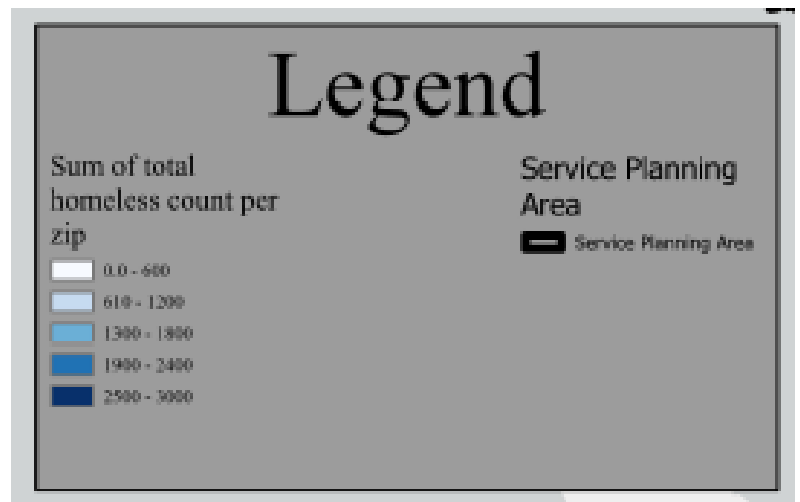 Legend
Sum of total
homeless count per
zip
0.0 - 600
610 - 1200
1300 - 1800
1900 - 2400
2500 - 3000
Service Planning
Area
Service Planning Area